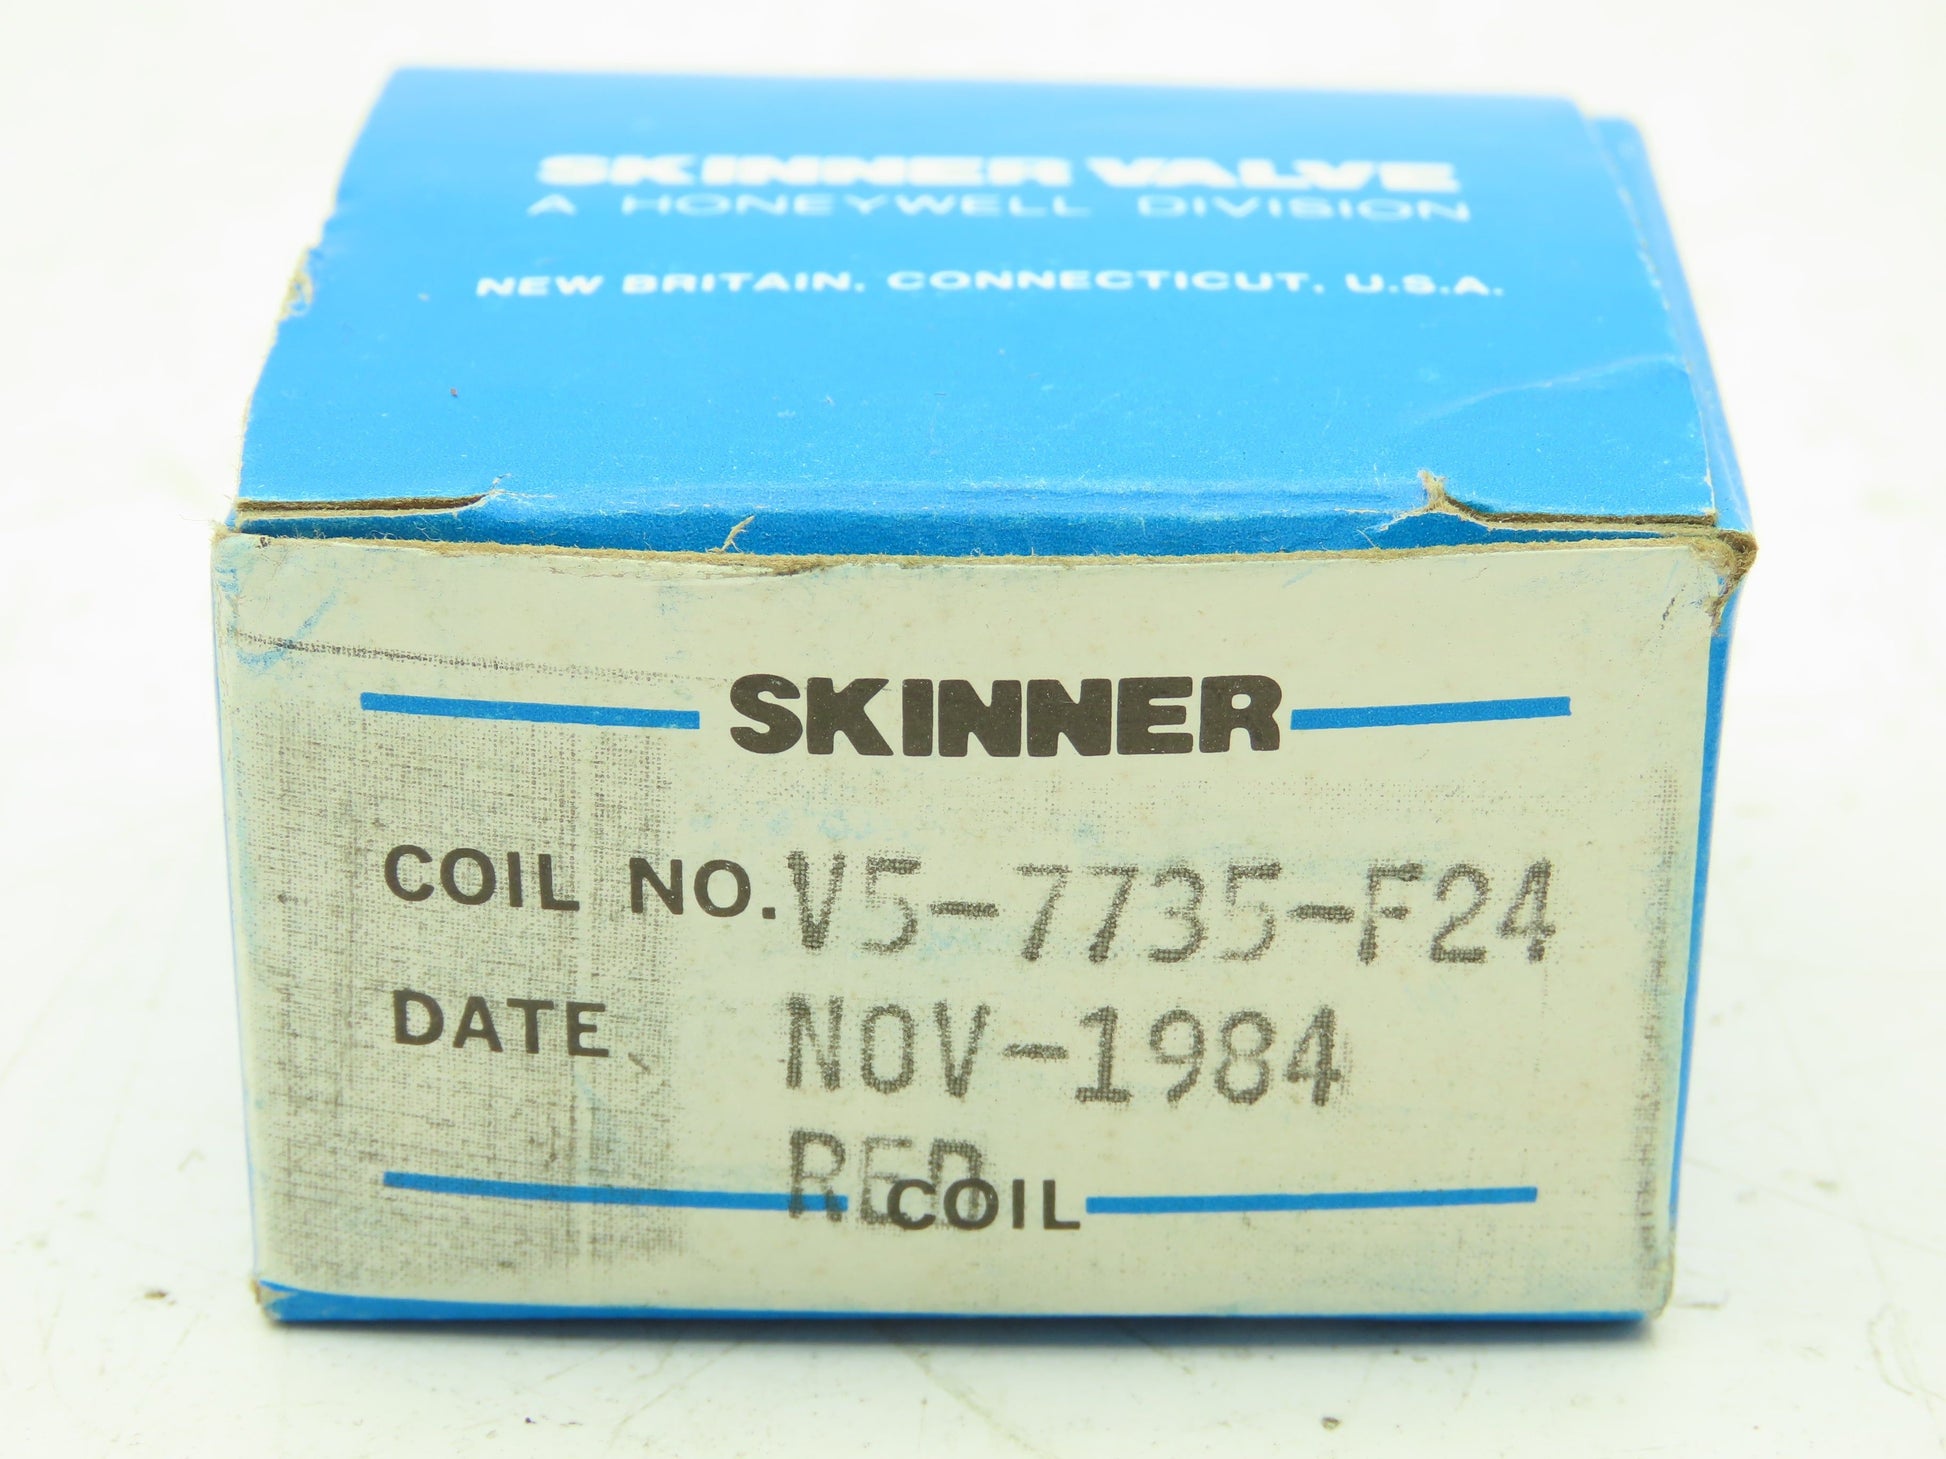 SKINNER VALVE
A HONEYWELL DIVISION
NEW BRITAIN, CONNECTICUT, U.S.A.
SKINNER
COIL NO. V5-7735-F24
DATE NOV-1984
RED COIL